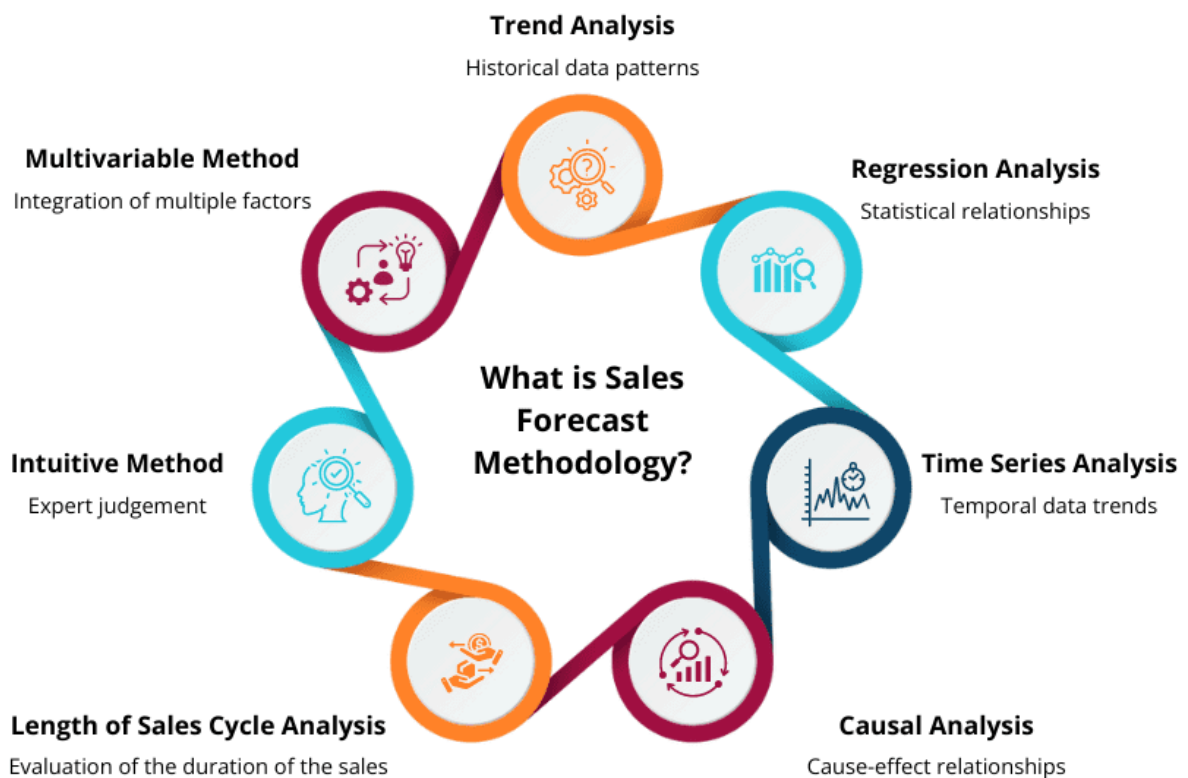 Trend Analysis
Historical data patterns
Multivariable Method
Integration of multiple factors
Regression Analysis
Statistical relationships
What is Sales
Forecast
Methodology?
Intuitive Method
Expert judgement
Time Series Analysis
Temporal data trends
Length of Sales Cycle Analysis
Evaluation of the duration of the sales
Causal Analysis
Cause-effect relationships